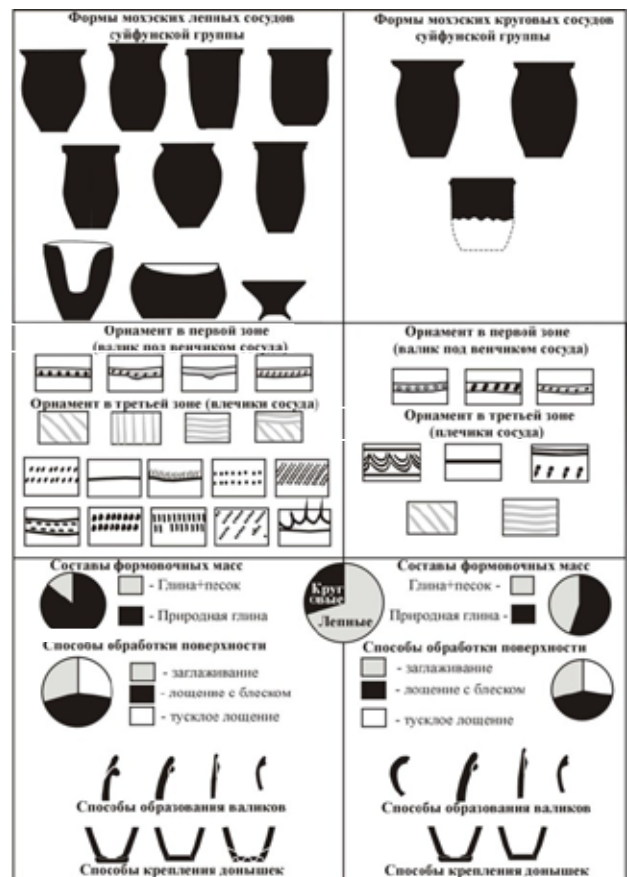 Формы мохэских лепных сосудов
суйфунской группы
Орнамент в первой зоне
(валик под венчиком сосуда)
Орнамент в третьей зоне (плечики сосуда)
Составы формовочных масс
- Глина+песок
- Природная глина
Способы обработки поверхности
- заглаживание
- лощение с блеском
- тусклое лощение
Способы образования валиков
Способы крепления донышек
Круг
овые
Лепные
Формы мохэских круговых сосудов
суйфунской группы
Орнамент в первой зоне
(валик под венчиком сосуда)
Орнамент в третьей зоне
(плечики сосуда)
Составы формовочных масс
Глина+песок -
Природная глина -
Способы обработки поверхности
- заглаживание
- лощение с блеском
- тусклое лощение
Способы образования валиков
Способы крепления донышек